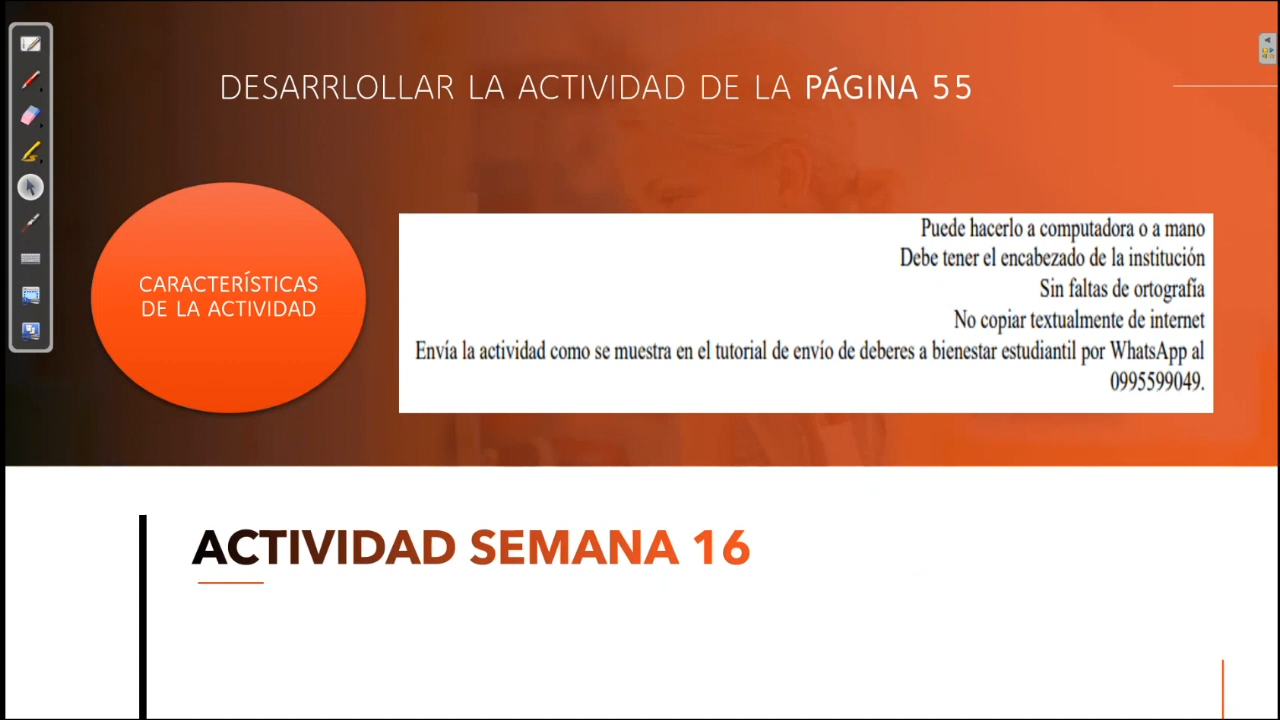 DESARRLOLLAR LA ACTIVIDAD DE LA PÁGINA 55
CARACTERÍSTICAS
DE LA ACTIVIDAD
Puede hacerlo a computadora o a mano
Debe tener el encabezado de la institución
Sin faltas de ortografía
No copiar textualmente de internet
Envía la actividad como se muestra en el tutorial de envío de deberes a bienestar estudiantil por WhatsApp al
0995599049.
ACTIVIDAD SEMANA 16